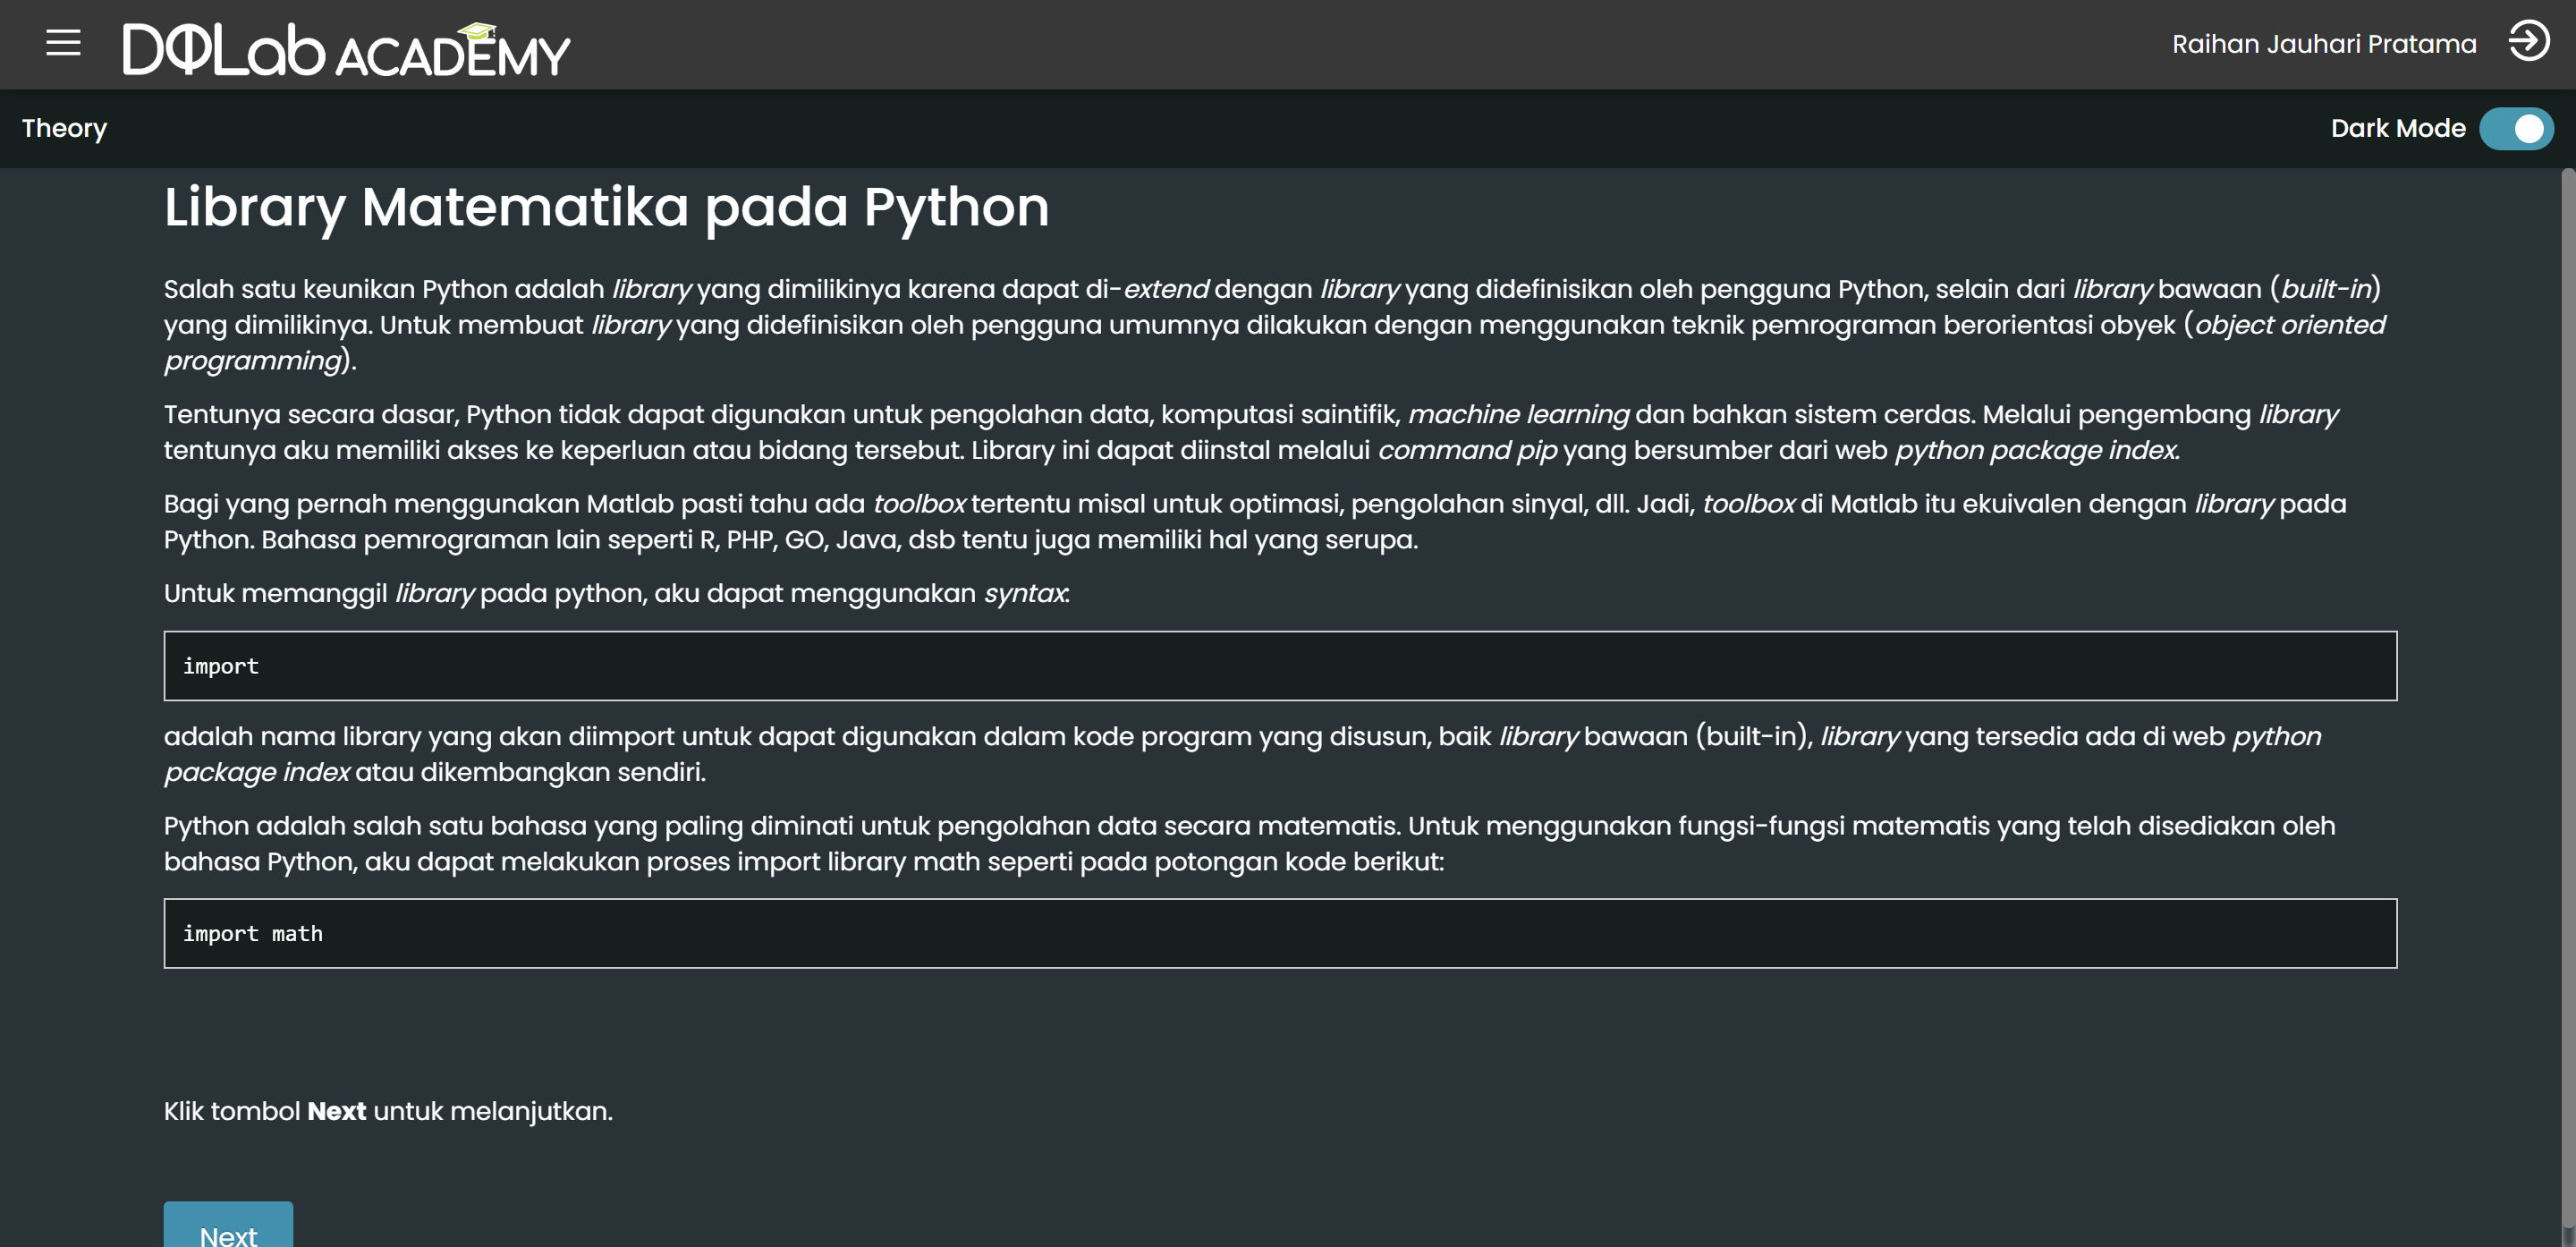 DQLab ACADEMY
Raihan Jauhari Pratama
Theory
Dark Mode
Library Matematika pada Python
Salah satu keunikan Python adalah library yang dimilikinya karena dapat di-extend dengan library yang didefinisikan oleh pengguna Python, selain dari library bawaan (built-in)
yang dimilikinya. Untuk membuat library yang didefinisikan oleh pengguna umumnya dilakukan dengan menggunakan teknik pemrograman berorientasi obyek (object oriented
programming).
Tentunya secara dasar, Python tidak dapat digunakan untuk pengolahan data, komputasi saintifik, machine learning dan bahkan sistem cerdas. Melalui pengembang library
tentunya aku memiliki akses ke keperluan atau bidang tersebut. Library ini dapat diinstal melalui command pip yang bersumber dari web python package index.
Bagi yang pernah menggunakan Matlab pasti tahu ada toolbox tertentu misal untuk optimasi, pengolahan sinyal, dll. Jadi, toolbox di Matlab itu ekuivalen dengan library pada
Python. Bahasa pemrograman lain seperti R, PHP, GO, Java, dsb tentu juga memiliki hal yang serupa.
Untuk memanggil library pada python, aku dapat menggunakan syntax:
import
adalah nama library yang akan diimport untuk dapat digunakan dalam kode program yang disusun, baik library bawaan (built-in), library yang tersedia ada di web python
package index atau dikembangkan sendiri.
Python adalah salah satu bahasa yang paling diminati untuk pengolahan data secara matematis. Untuk menggunakan fungsi-fungsi matematis yang telah disediakan oleh
bahasa Python, aku dapat melakukan proses import library math seperti pada potongan kode berikut:
import math
Klik tombol Next untuk melanjutkan.
Next